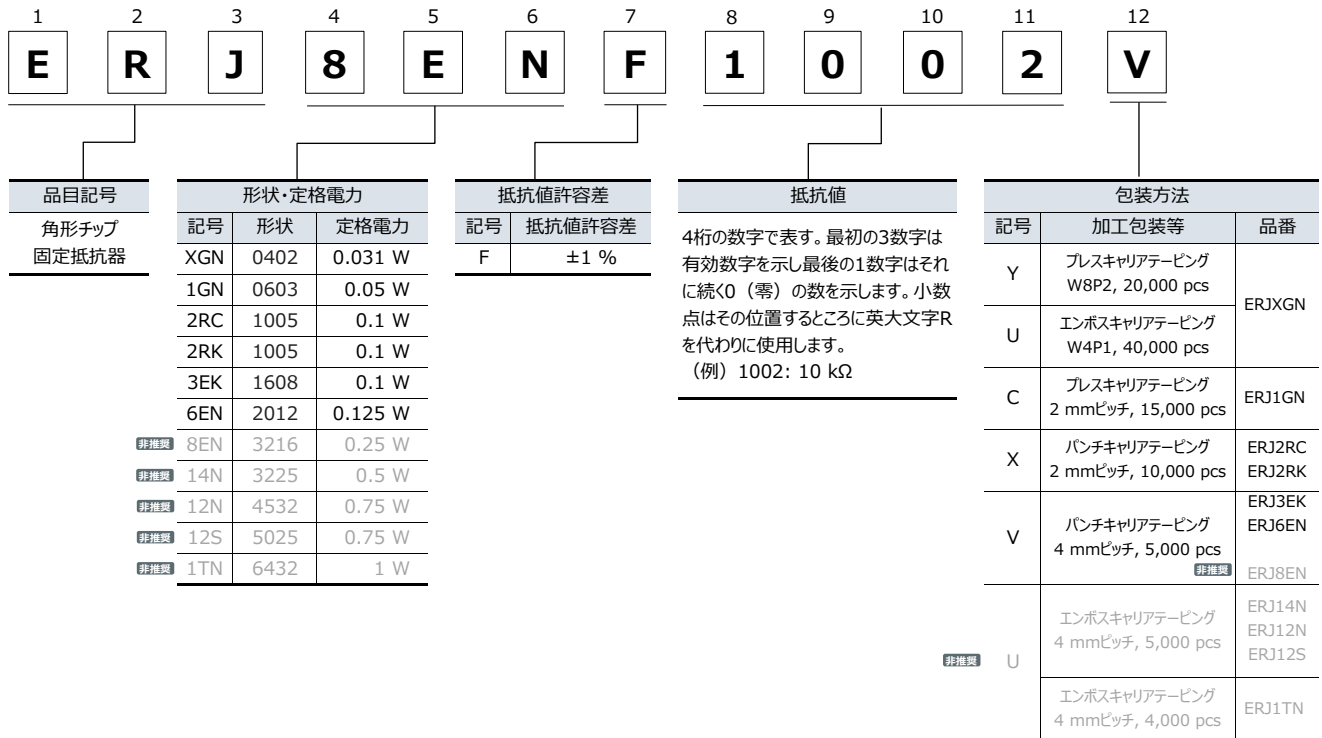 1 2 3 4 5 6 7 8 9 10 11 12
E R J 8 E N F 1 0 0 2 V
品目記号
角形チップ
固定抵抗器
形状・定格電力
記号 形状 定格電力
XGN 0402 0.031 W
1GN 0603 0.05 W
2RC 1005 0.1 W
2RK 1005 0.1 W
3EK 1608 0.1 W
6EN 2012 0.125 W
非推奨 8EN 3216 0.25 W
非推奨 14N 3225 0.5 W
非推奨 12N 4532 0.75 W
非推奨 12S 5025 0.75 W
非推奨 1TN 6432 1 W
抵抗値許容差
記号 抵抗値許容差
F ±1 %
抵抗値
4桁の数字で表す。最初の3数字は
有効数字を示し最後の1数字はそれ
に続く0（零）の数を示します。小数
点はその位置するところに英大文字R
を代わりに使用します。
（例）1002: 10 kΩ
包装方法
記号 加工包装等 品番
Y プレスキャリアテーピング
W8P2, 20,000 pcs
ERJXGN
U エンボスキャリアテーピング
W4P1, 40,000 pcs
C プレスキャリアテーピング
2 mmピッチ, 15,000 pcs
ERJ1GN
X パンチキャリアテーピング
2 mmピッチ, 10,000 pcs
ERJ2RC
ERJ2RK
V パンチキャリアテーピング
4 mmピッチ, 5,000 pcs
ERJ3EK
ERJ6EN
非推奨 ERJ8EN
非推奨 U
エンボスキャリアテーピング
4 mmピッチ, 5,000 pcs
ERJ14N
ERJ12N
ERJ12S
エンボスキャリアテーピング
4 mmピッチ, 4,000 pcs
ERJ1TN